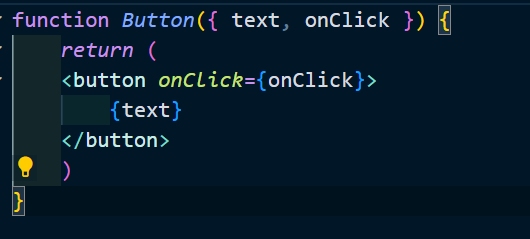 function Button({ text, onClick }) {
    return (
    <button onClick={onClick}>
        {text}
    </button>
    )
}